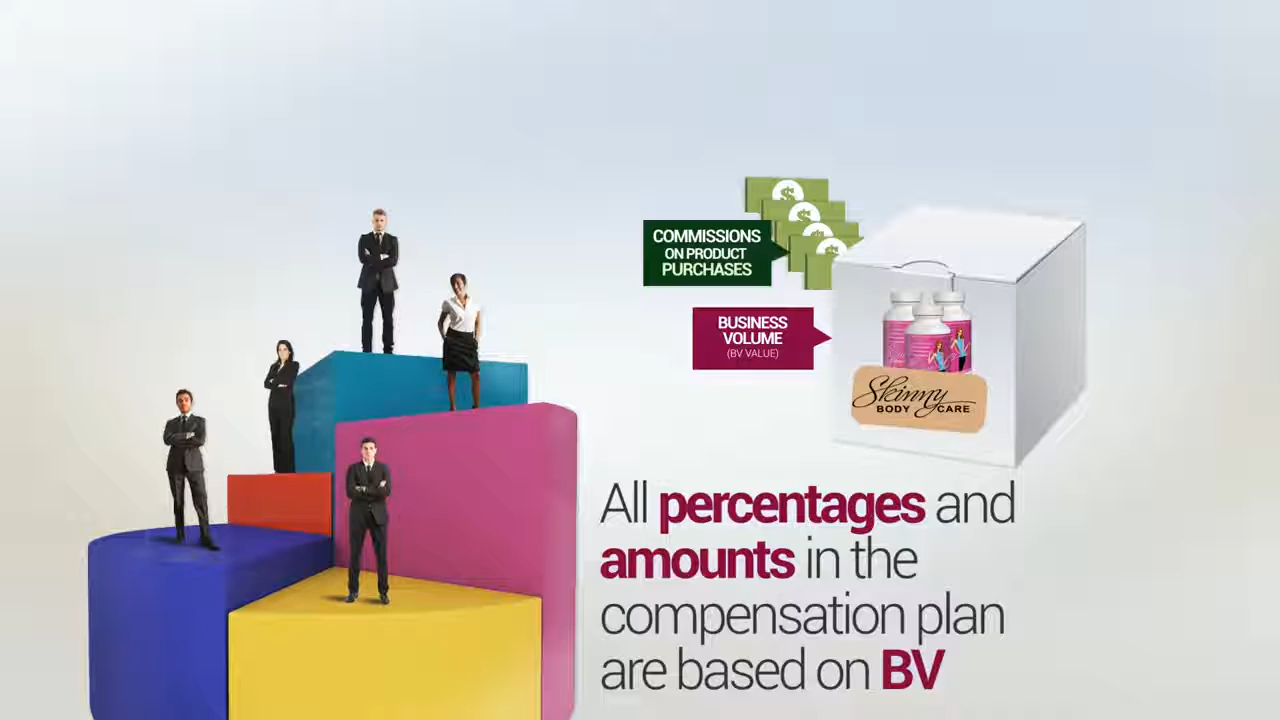 COMMISSIONS
ON PRODUCT
PURCHASES
BUSINESS
VOLUME
(BV VALUE)
Skinny
BODY CARE
All percentages and
amounts in the
compensation plan
are based on BV